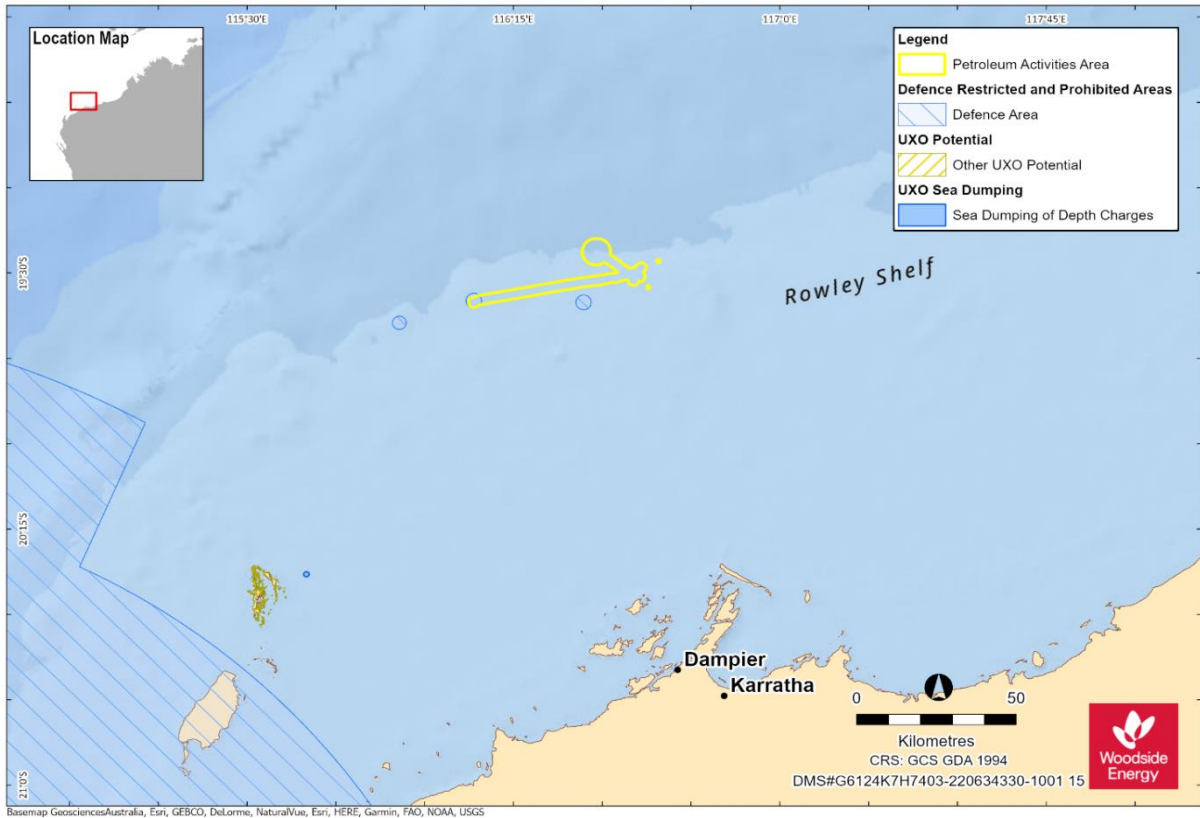 115°30'E
116°15'E
117°0'E
117°45'E
Location Map
Legend
Petroleum Activities Area
Defence Restricted and Prohibited Areas
Defence Area
UXO Potential
Other UXO Potential
UXO Sea Dumping
Sea Dumping of Depth Charges
19°30'S
Rowley Shelf
20°15'S
Dampier
Karratha
0
50
Kilometres
CRS: GCS GDA 1994
DMS#G6124K7H7403-220634330-1001 15
Woodside
Energy
21°0'S
Basemap GeosciencesAustralia, Esri, GEBCO, DeLorme, NaturalVue, Esri, HERE, Garmin, FAO, NOAA, USGS